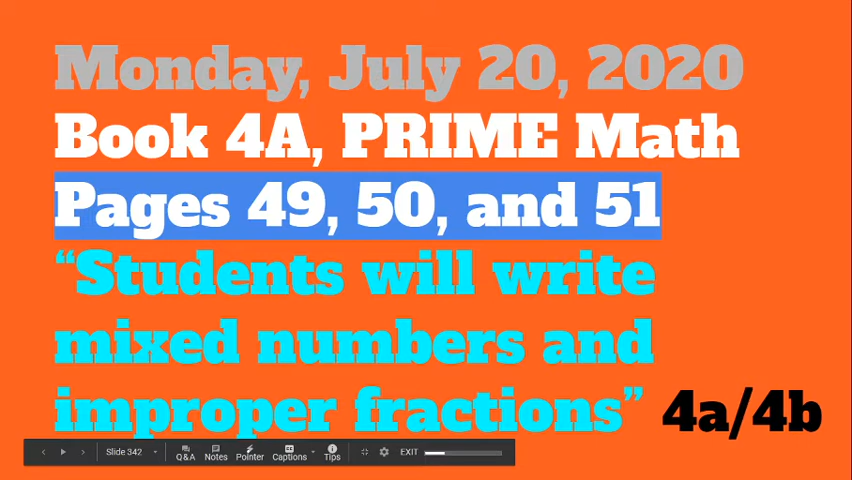 Monday, July 20, 2020
Book 4A, PRIME Math
Pages 49, 50, and 51
“Students will write
mixed numbers and
improper fractions” 4a/4b
Slide 342 Q&A Notes Pointer Captions Tips EXIT